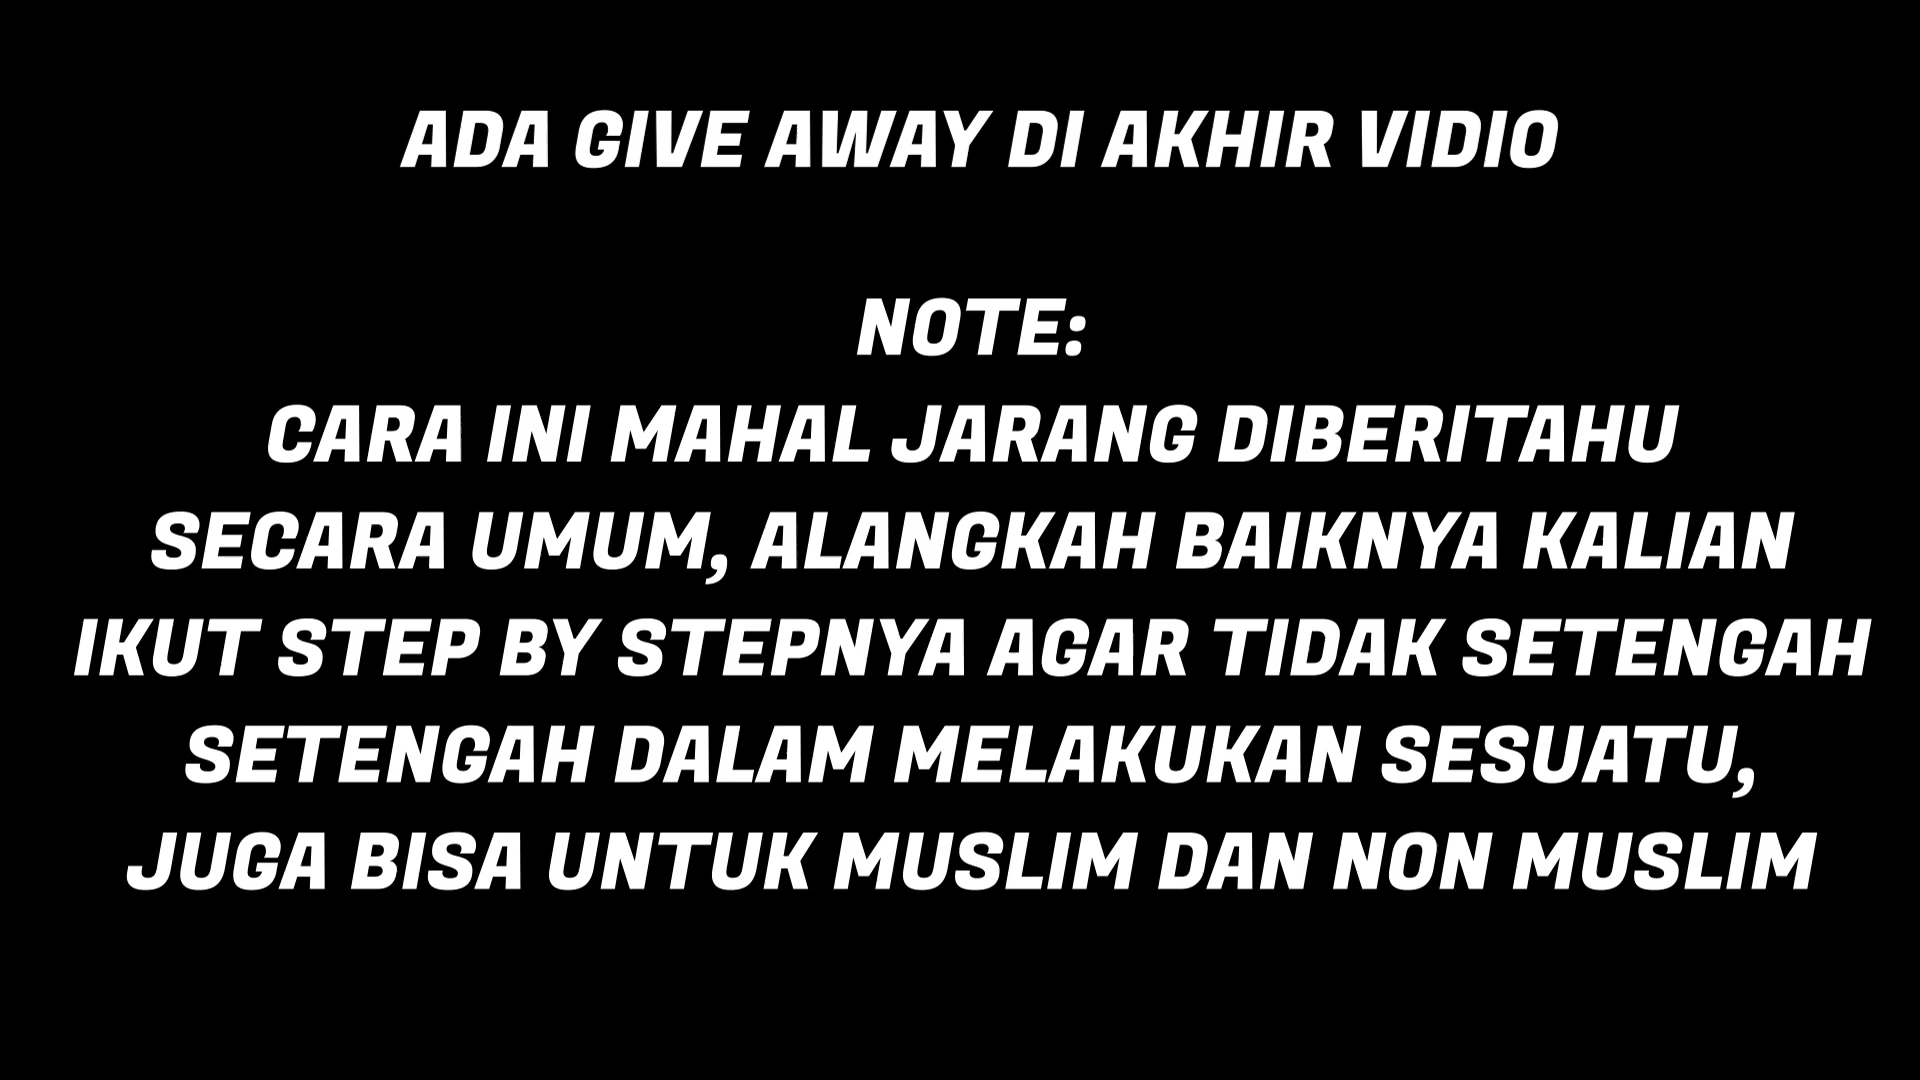 ADA GIVE AWAY DI AKHIR VIDIO
NOTE:
CARA INI MAHAL JARANG DIBERITAHU
SECARA UMUM, ALANGKAH BAIKNYA KALIAN
IKUT STEP BY STEPNYA AGAR TIDAK SETENGAH
SETENGAH DALAM MELAKUKAN SESUATU,
JUGA BISA UNTUK MUSLIM DAN NON MUSLIM